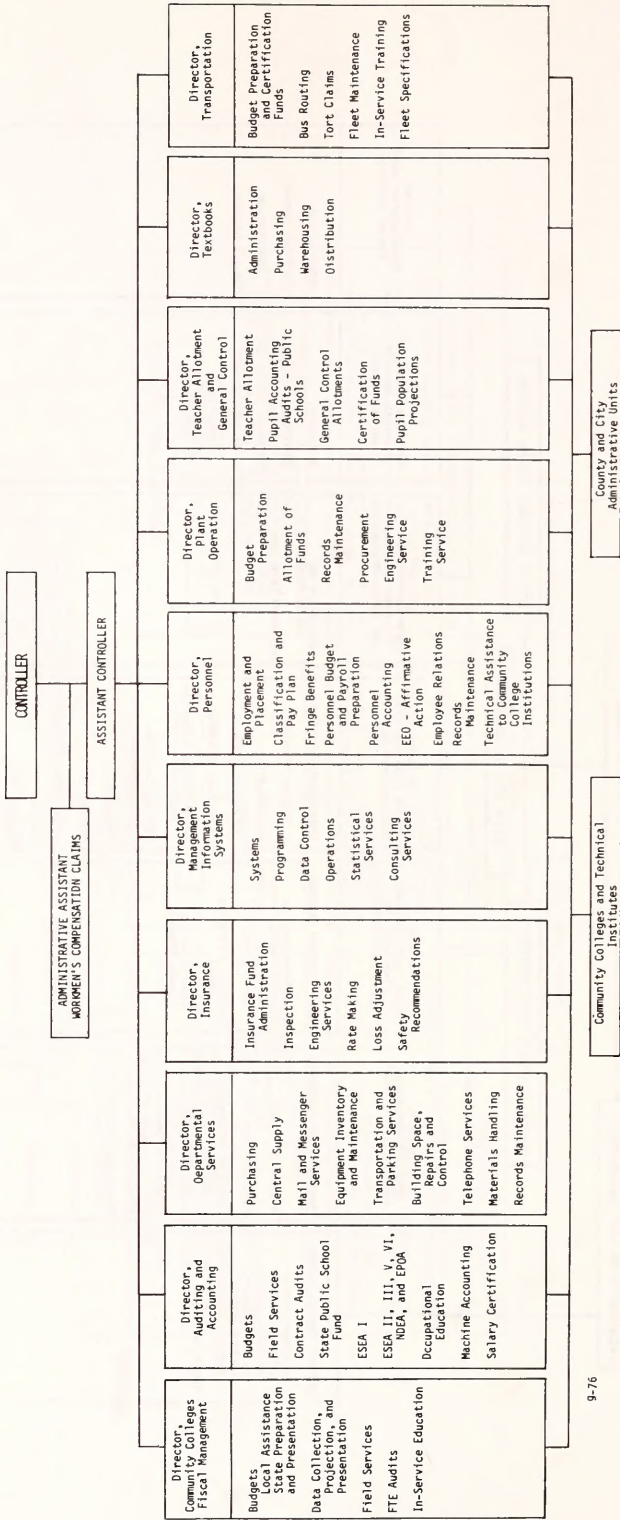 CONTROLLER
ADMINISTRATIVE ASSISTANT
WORKMEN'S COMPENSATION CLAIMS
ASSISTANT CONTROLLER
Director,
Community Colleges
Fiscal Management
Budgets
Local Assistance
State Preparation
and Presentation
Data Collection,
Projection, and
Presentation
Field Services
FTE Audits
In-Service Education
Director,
Auditing and
Accounting
Budgets
Field Services
Contract Audits
State Public School
Fund
ESEA I
ESEA II, III, V, VI,
NDEA, and EPDA
Occupational
Education
Machine Accounting
Salary Certification
Director,
Departmental
Services
Purchasing
Central Supply
Mail and Messenger
Services
Equipment Inventory
and Maintenance
Transportation and
Parking Services
Building Space,
Repairs and
Control
Telephone Services
Materials Handling
Records Maintenance
Director,
Insurance
Insurance Fund
Administration
Inspection
Engineering
Services
Rate Making
Loss Adjustment
Safety
Recommendations
Director,
Management
Information
Systems
Systems
Programming
Data Control
Operations
Statistical
Services
Consulting
Services
Director,
Personnel
Employment and
Placement
Classification and
Pay Plan
Fringe Benefits
Personnel Budget
and Payroll
Preparation
Personnel
Accounting
EEO - Affirmative
Action
Employee Relations
Records
Maintenance
Technical Assistance
to Community
College
Institutions
Director,
Plant
Operation
Budget
Preparation
Allotment of
Funds
Records
Maintenance
Procurement
Engineering
Service
Training
Service
Director,
Teacher Allotment
and
General Control
Teacher Allotment
Pupil Accounting
Audits - Public
Schools
General Control
Allotments
Certification
of Funds
Pupil Population
Projections
Director,
Textbooks
Administration
Purchasing
Warehousing
Distribution
Director,
Transportation
Budget Preparation
and Certification
Funds
Bus Routing
Tort Claims
Fleet Maintenance
In-Service Training
Fleet Specifications
Community Colleges and Technical
Institutes
County and City
Administrative Units
9-76